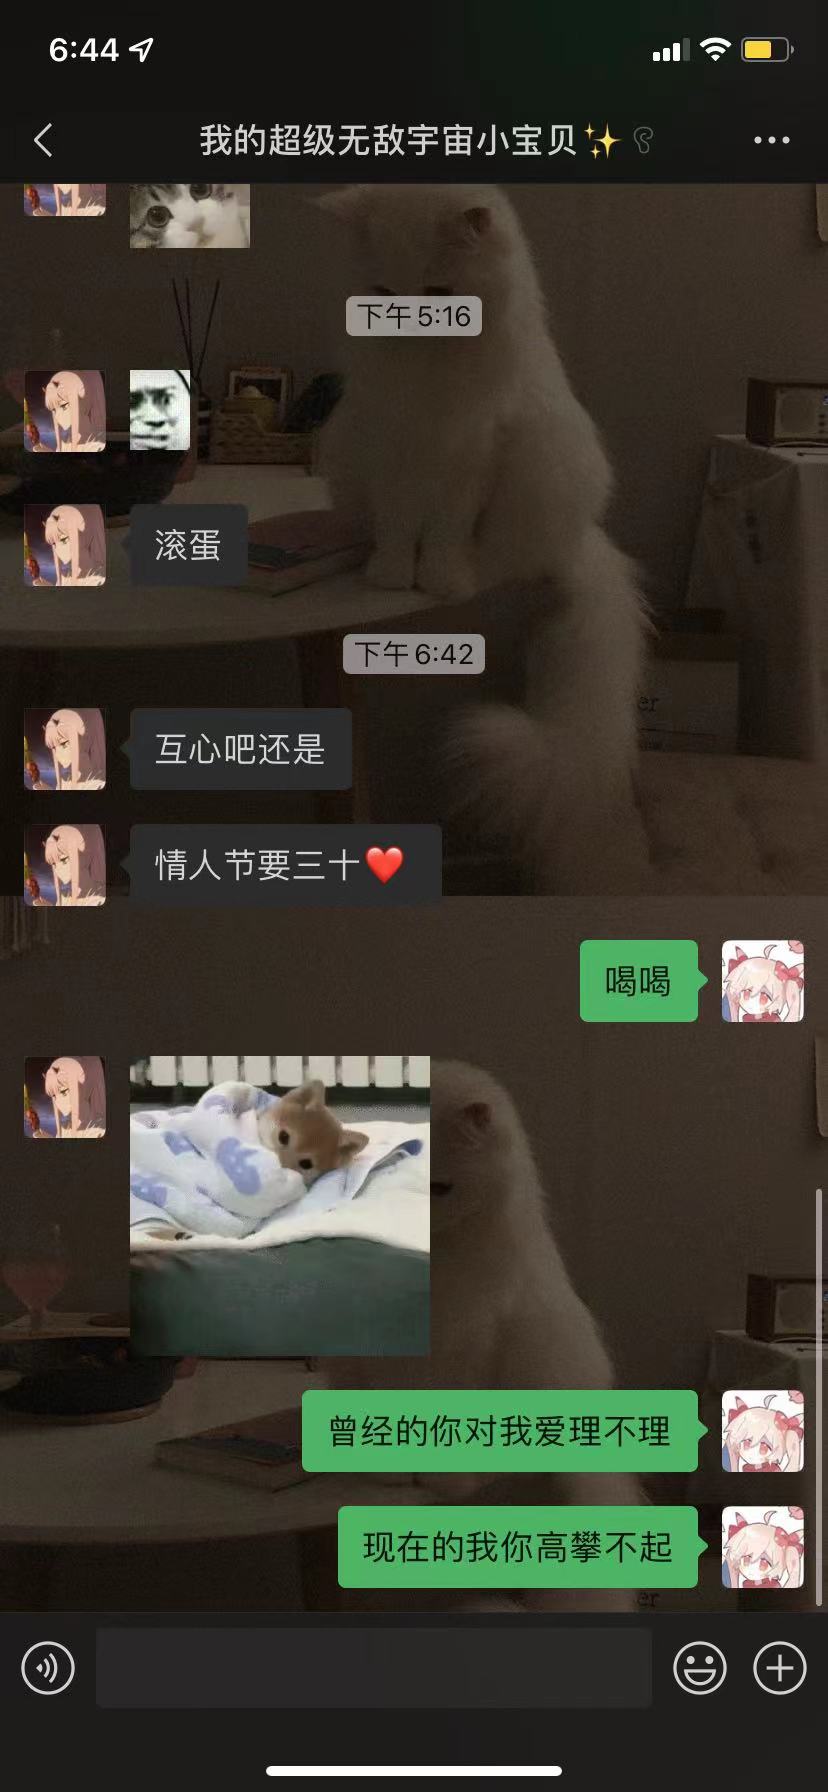 6:44
我的超级无敌宇宙小宝贝✨
下午 5:16
滚蛋
下午 6:42
互心吧还是
情人节要三十❤️
喝喝
曾经的你对我爱理不理
现在的我你高攀不起
er
er